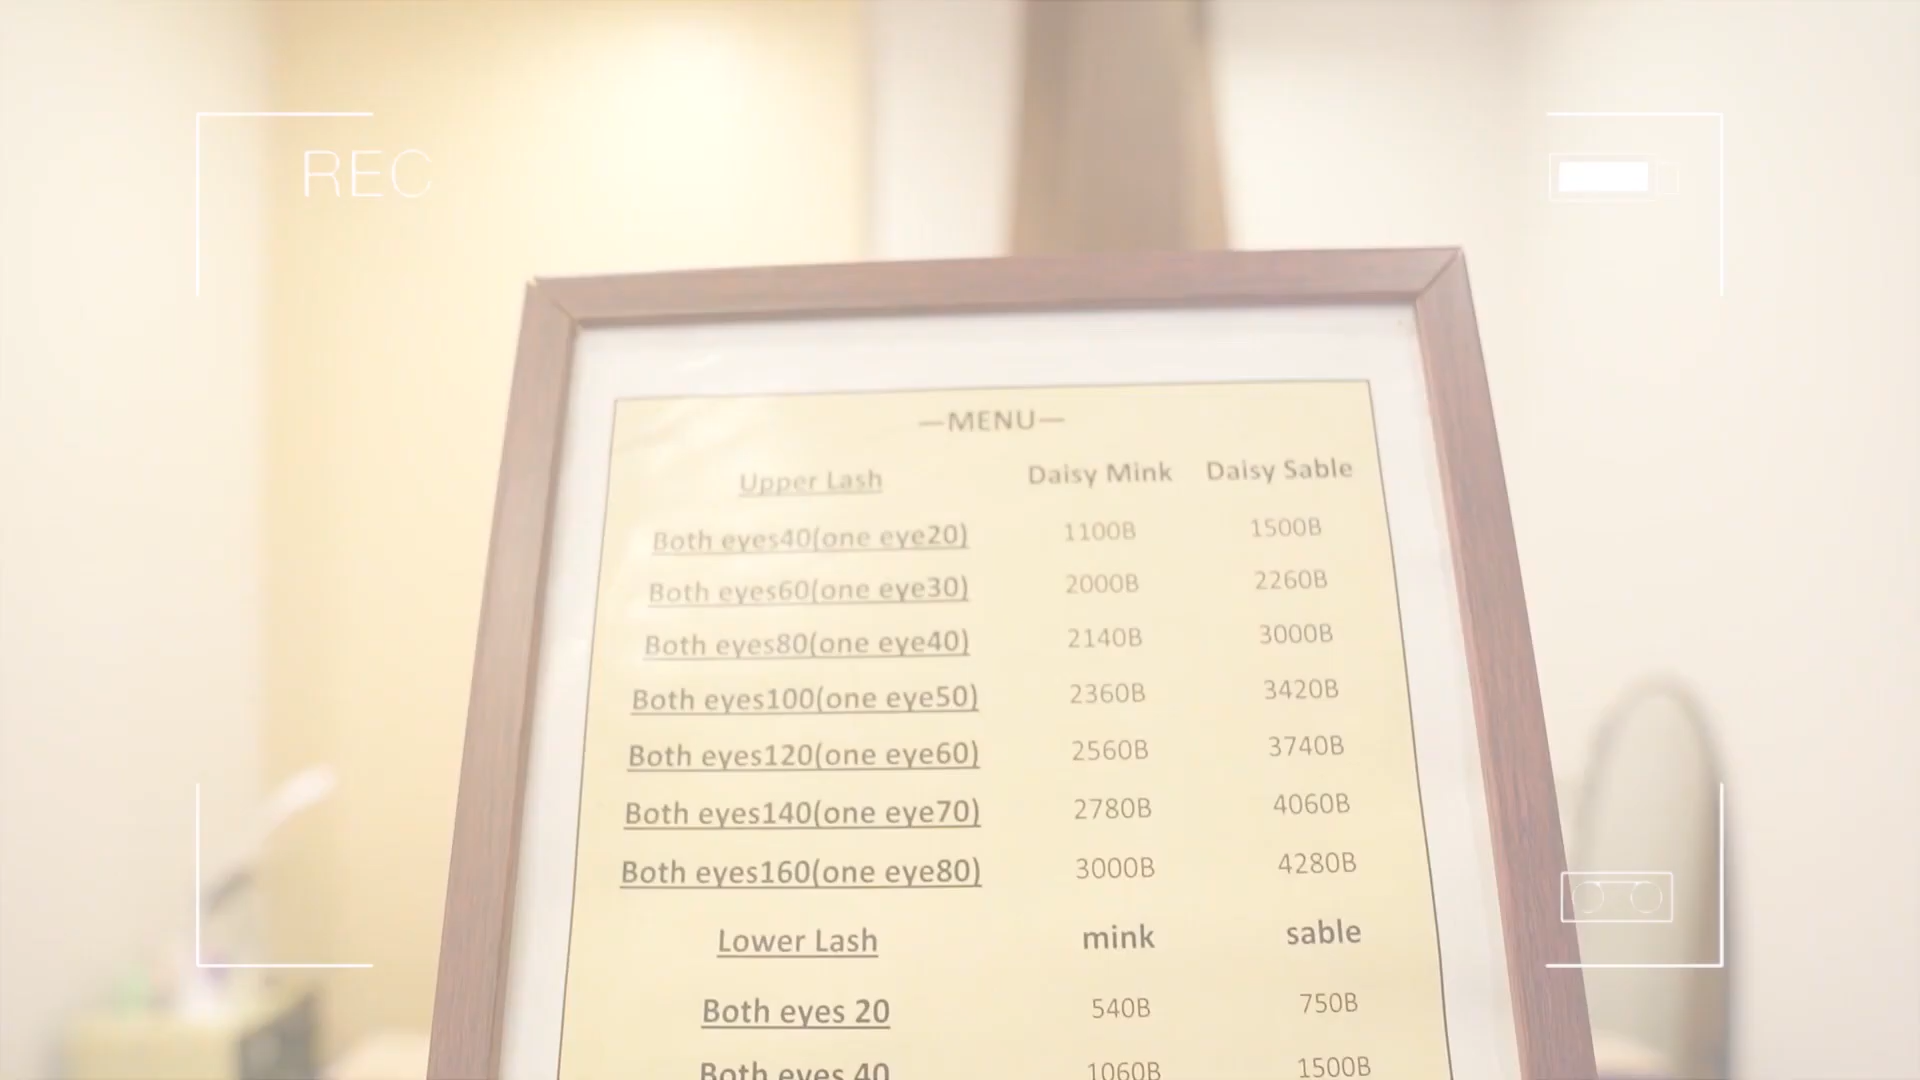 REC
—MENU—
Upper Lash Daisy Mink Daisy Sable
Both eyes40(one eye20) 1100B 1500B
Both eyes60(one eye30) 2000B 2260B
Both eyes80(one eye40) 2140B 3000B
Both eyes100(one eye50) 2360B 3420B
Both eyes120(one eye60) 2560B 3740B
Both eyes140(one eye70) 2780B 4060B
Both eyes160(one eye80) 3000B 4280B
Lower Lash mink sable
Both eyes 20 540B 750B
Both eyes 40 1060B 1500B